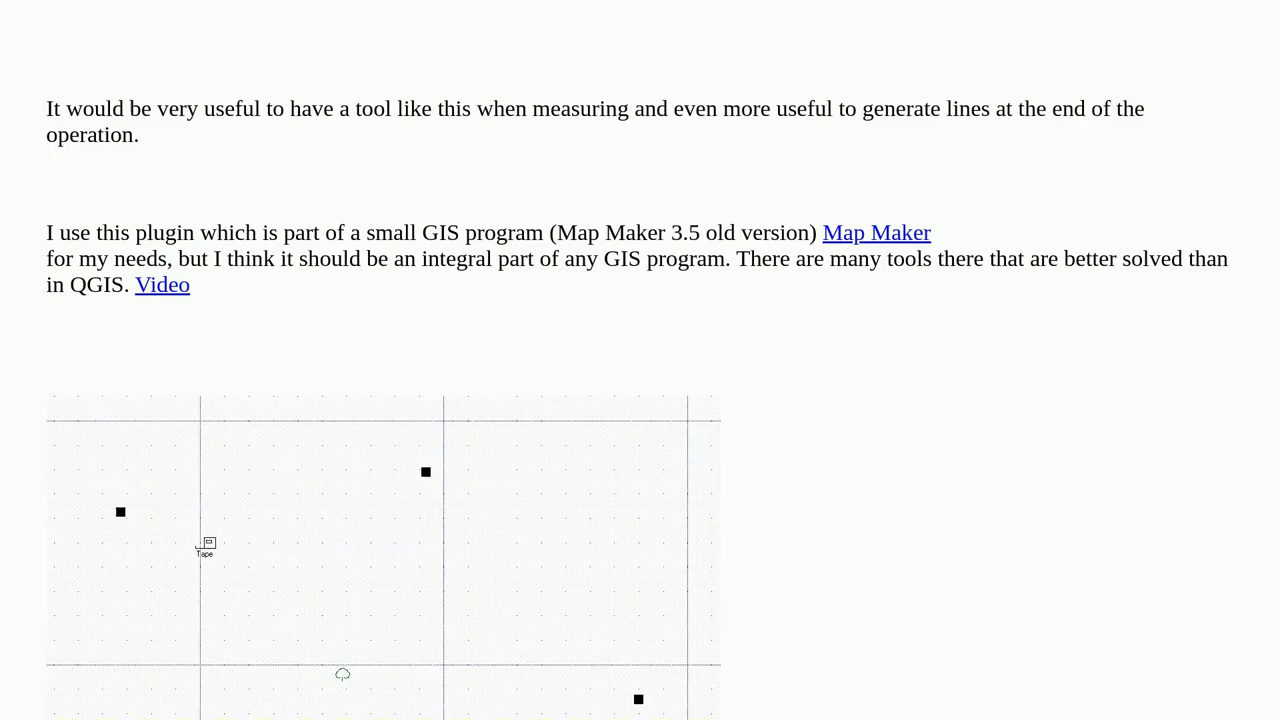 It would be very useful to have a tool like this when measuring and even more useful to generate lines at the end of the
operation.
I use this plugin which is part of a small GIS program (Map Maker 3.5 old version) Map Maker
for my needs, but I think it should be an integral part of any GIS program. There are many tools there that are better solved than
in QGIS. Video
Tape